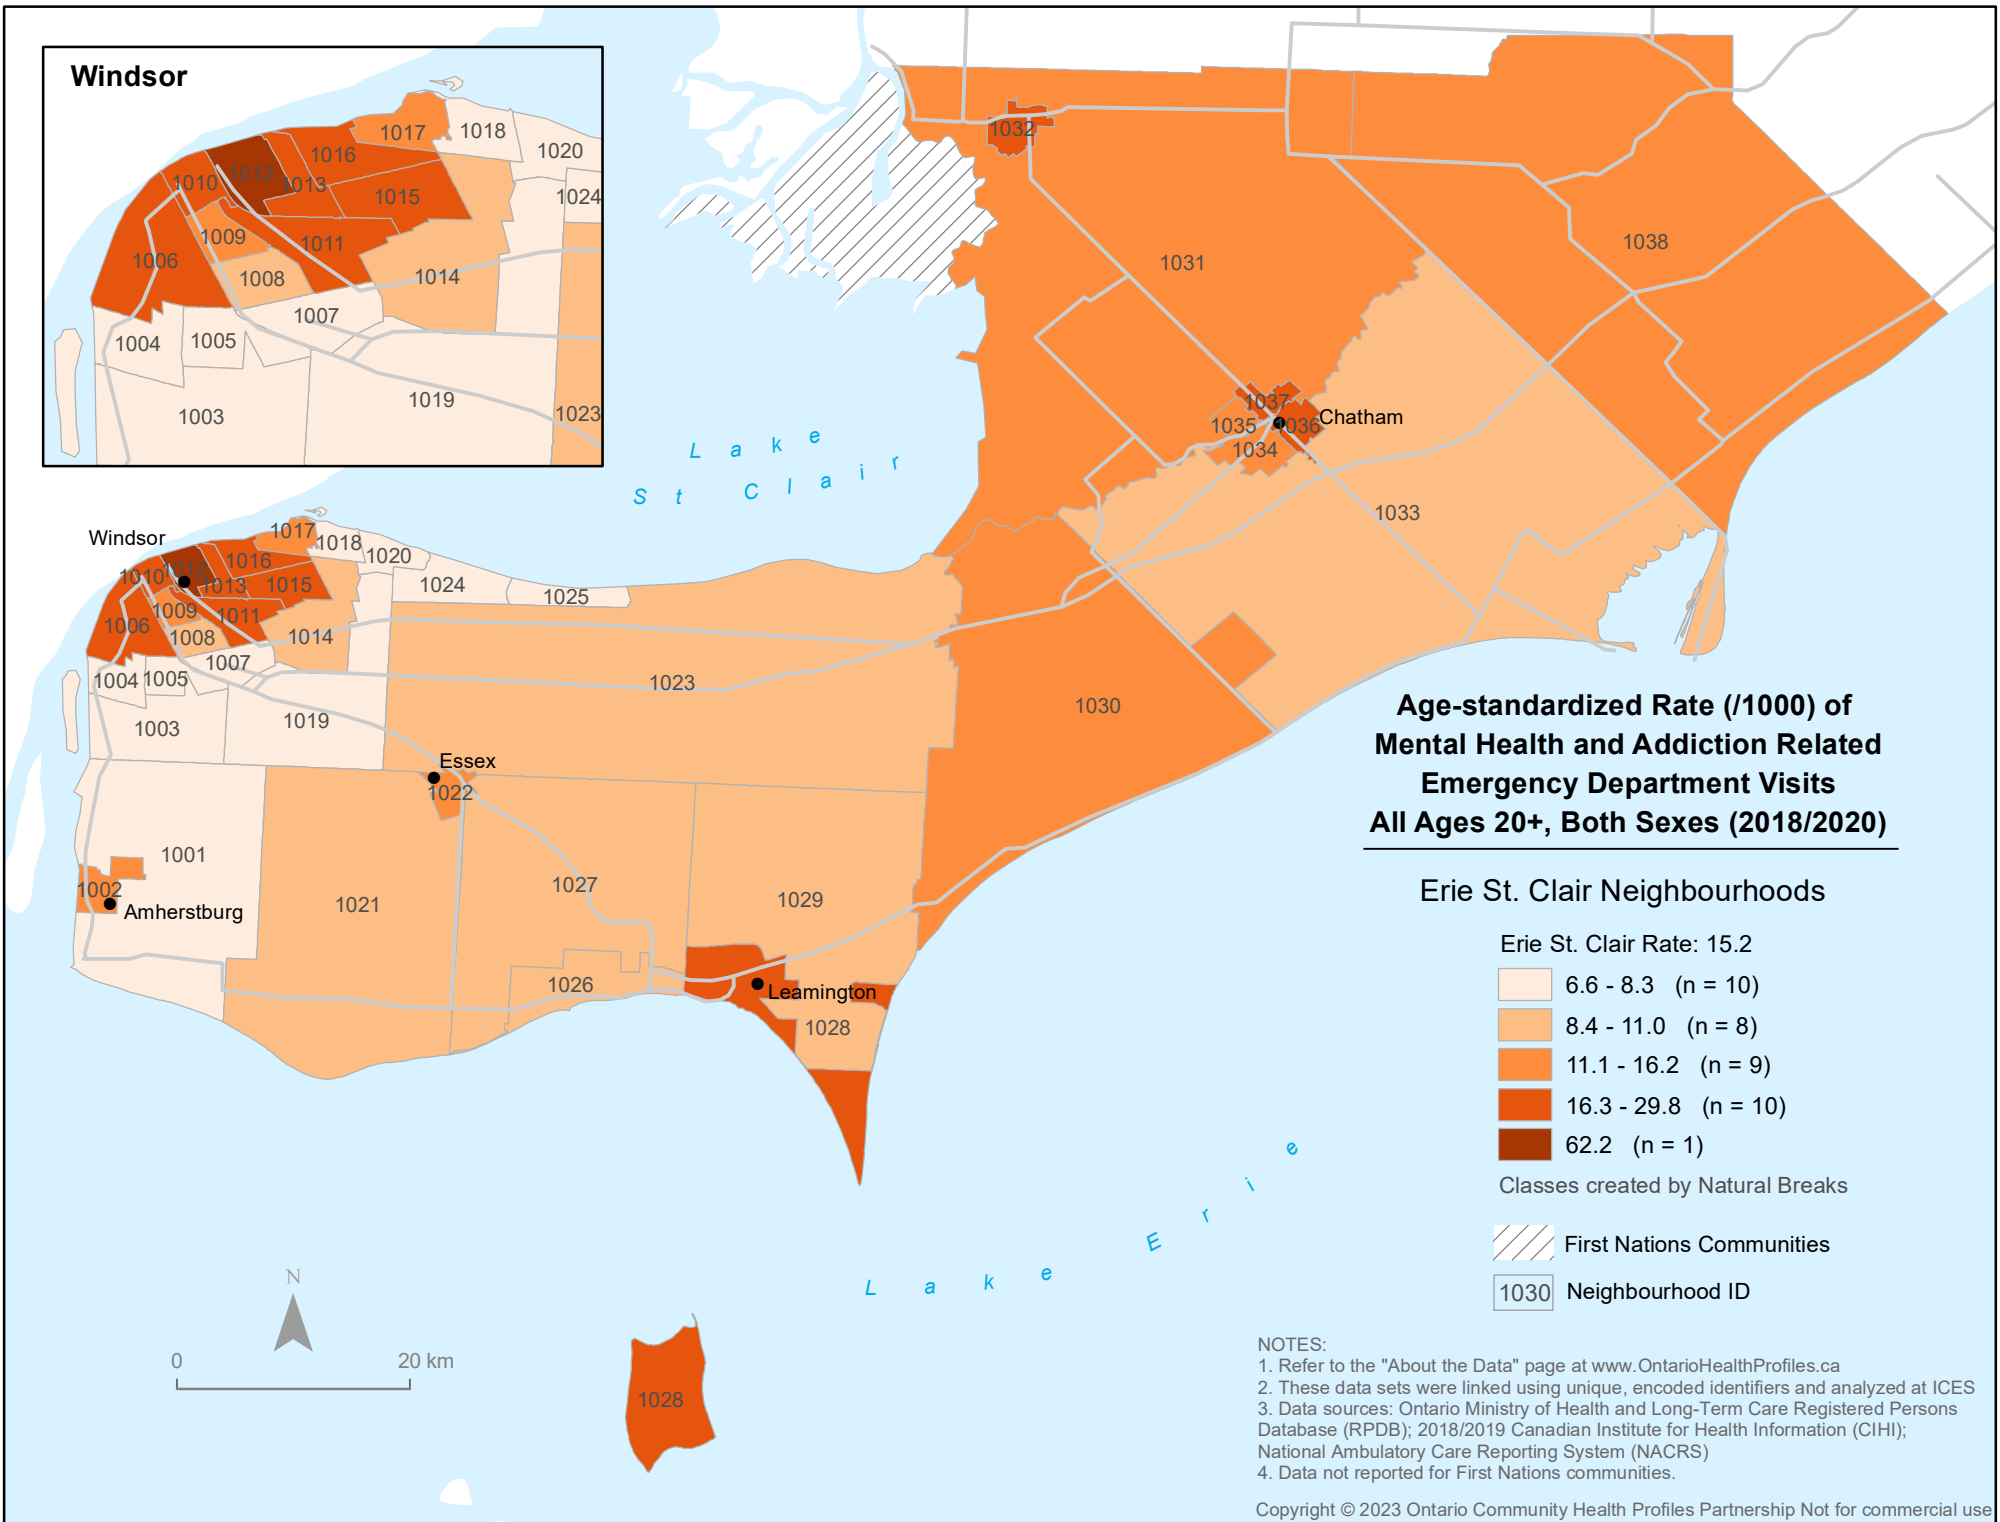 Windsor
1017
1018
1016
1020
1012
1010
1013
1015
1024
1009
1011
1006
1008
1014
1007
1004
1005
1019
1003
1023
1032
1038
1031
1037
Chatham
1035
1036
1034
1033
Lake
St Clair
Windsor
1017
1018
1020
1016
1012
1010
1013
1015
1024
1025
1009
1011
1006
1008
1014
1007
1004
1005
1023
1019
1003
1030
Essex
1022
1001
1002
Amherstburg
1021
1027
1029
1026
Leamington
1028
Age-standardized Rate (/1000) of
Mental Health and Addiction Related
Emergency Department Visits
All Ages 20+, Both Sexes (2018/2020)
Erie St. Clair Neighbourhoods
Erie St. Clair Rate: 15.2
6.6 - 8.3 (n = 10)
8.4 - 11.0 (n = 8)
11.1 - 16.2 (n = 9)
16.3 - 29.8 (n = 10)
62.2 (n = 1)
Classes created by Natural Breaks
First Nations Communities
1030 Neighbourhood ID
Lake Erie
N
0 20 km
1028
NOTES:
1. Refer to the "About the Data" page at www.OntarioHealthProfiles.ca
2. These data sets were linked using unique, encoded identifiers and analyzed at ICES
3. Data sources: Ontario Ministry of Health and Long-Term Care Registered Persons
Database (RPDB); 2018/2019 Canadian Institute for Health Information (CIHI);
National Ambulatory Care Reporting System (NACRS)
4. Data not reported for First Nations communities.
Copyright © 2023 Ontario Community Health Profiles Partnership Not for commercial use